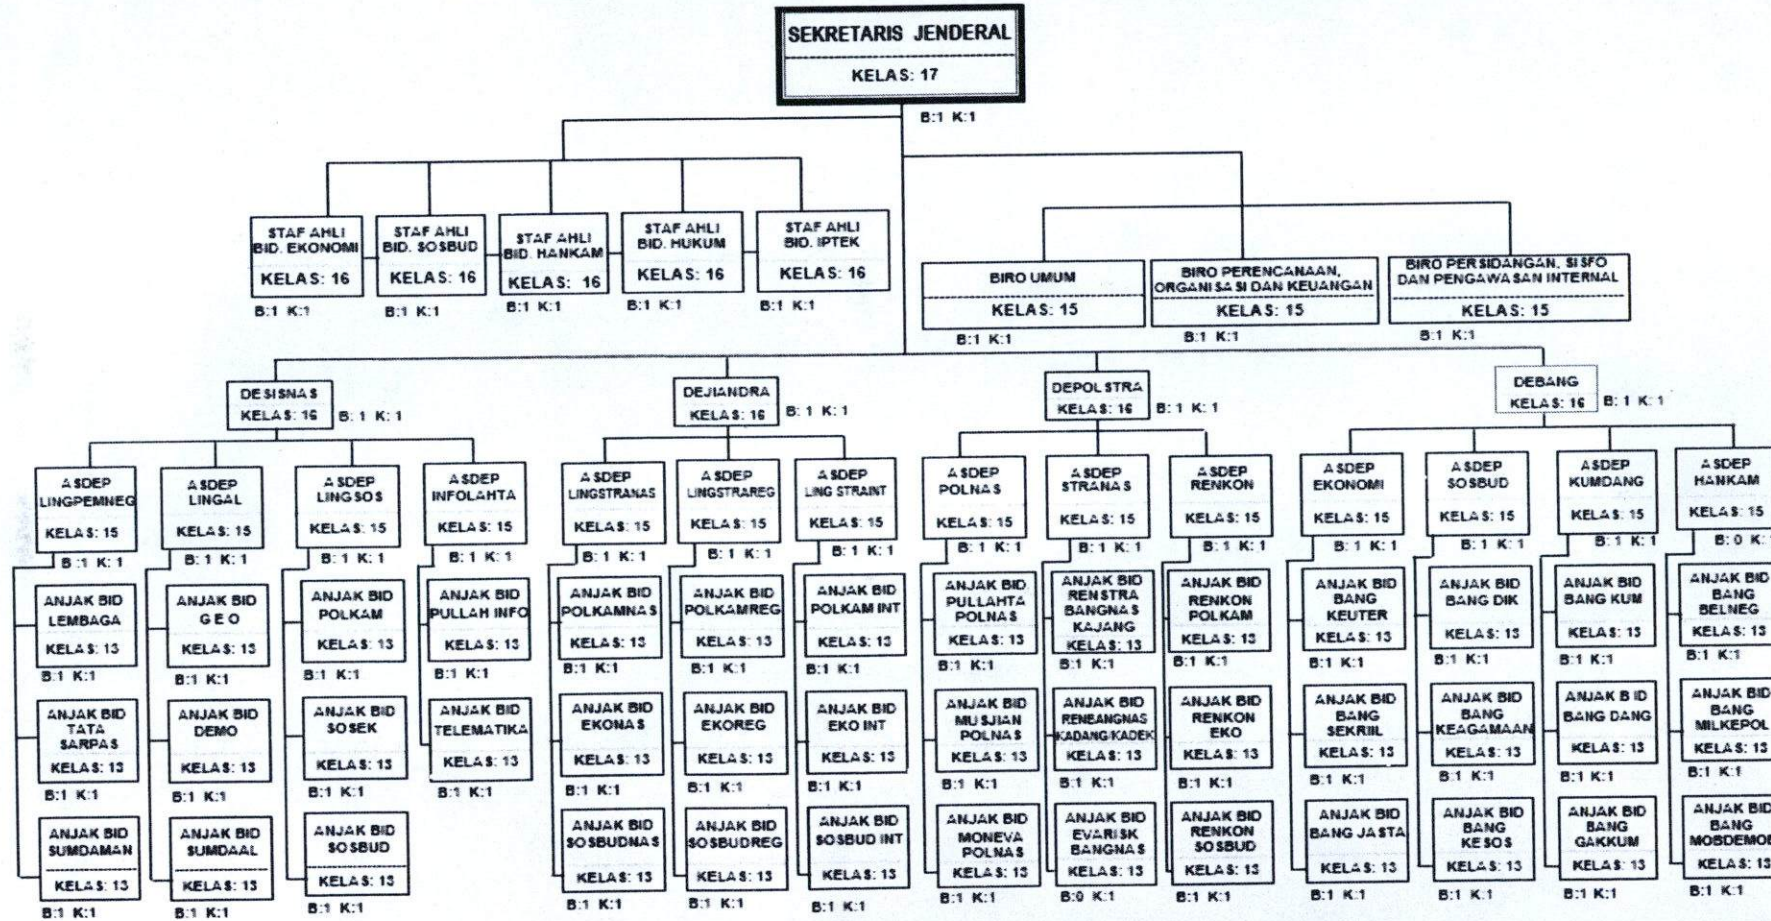 SEKRETARIS JENDERAL
KELAS: 17
B:1 K:1
STAF AHLI
BID. EKONOMI
KELAS: 16
B:1 K:1
STAF AHLI
BID. SOSBUD
KELAS: 16
B:1 K:1
STAF AHLI
BID. HANKAM
KELAS: 16
B:1 K:1
STAF AHLI
BID. HUKUM
KELAS: 16
B:1 K:1
STAF AHLI
BID. IPTEK
KELAS: 16
B:1 K:1
BIRO UMUM
KELAS: 15
B:1 K:1
BIRO PERENCANAAN,
ORGANISASI DAN KEUANGAN
KELAS: 15
B:1 K:1
BIRO PERSIDANGAN, SISFO
DAN PENGAWASAN INTERNAL
KELAS: 15
B:1 K:1
DESISNAS
KELAS: 16
B: 1 K: 1
DEJIANDRA
KELAS: 16
B: 1 K: 1
DEPOLSTRA
KELAS: 16
B: 1 K: 1
DEBANG
KELAS: 16
B: 1 K: 1
ASDEP
LINGPEMNEG
KELAS: 15
B: 1 K: 1
ASDEP
LINGAL
KELAS: 15
B: 1 K: 1
ASDEP
LINGSOS
KELAS: 15
B: 1 K: 1
ASDEP
INFOLAHTA
KELAS: 15
B: 1 K: 1
ASDEP
LINGSTRANAS
KELAS: 15
B: 1 K: 1
ASDEP
LINGSTRAREG
KELAS: 15
B: 1 K: 1
ASDEP
LING STRAINT
KELAS: 15
B: 1 K: 1
ASDEP
POLNAS
KELAS: 15
B: 1 K: 1
ASDEP
STRANAS
KELAS: 15
B: 1 K: 1
ASDEP
RENKON
KELAS: 15
B: 1 K: 1
ASDEP
EKONOMI
KELAS: 15
B: 1 K: 1
ASDEP
SOSBUD
KELAS: 15
B: 1 K: 1
ASDEP
KUMDANG
KELAS: 15
B: 1 K: 1
ASDEP
HANKAM
KELAS: 15
B: 0 K:
ANJAK BID
LEMBAGA
KELAS: 13
B:1 K:1
ANJAK BID
G E O
KELAS: 13
B:1 K:1
ANJAK BID
POLKAM
KELAS: 13
B:1 K:1
ANJAK BID
PULLAH INFO
KELAS: 13
B:1 K:1
ANJAK BID
POLKAMNAS
KELAS: 13
B:1 K:1
ANJAK BID
POLKAMREG
KELAS: 13
B:1 K:1
ANJAK BID
POLKAM INT
KELAS: 13
B:1 K:1
ANJAK BID
PULLAHTA
POLNAS
KELAS: 13
B:1 K:1
ANJAK BID
RENSTRA
BANGNAS
KAJANG
KELAS: 13
B:1 K:1
ANJAK BID
RENKON
POLKAM
KELAS: 13
B:1 K:1
ANJAK BID
BANG
KEUTER
KELAS: 13
B:1 K:1
ANJAK BID
BANG DIK
KELAS: 13
B:1 K:1
ANJAK BID
BANG KUM
KELAS: 13
B:1 K:1
ANJAK BID
BANG
BELNEG
KELAS: 13
B:1 K:1
ANJAK BID
TATA
SARPAS
KELAS: 13
B:1 K:1
ANJAK BID
DEMO
KELAS: 13
B:1 K:1
ANJAK BID
SOSEK
KELAS: 13
B:1 K:1
ANJAK BID
TELEMATIKA
KELAS: 13
B:1 K:1
ANJAK BID
EKONAS
KELAS: 13
B:1 K:1
ANJAK BID
EKOREG
KELAS: 13
B:1 K:1
ANJAK BID
EKO INT
KELAS: 13
B:1 K:1
ANJAK BID
MUSJIAN
POLNAS
KELAS: 13
B:1 K:1
ANJAK BID
RENBANGNAS
KADANG/KADEK
KELAS: 13
B:1 K:1
ANJAK BID
RENKON
EKO
KELAS: 13
B:1 K:1
ANJAK BID
BANG
SEKRIIL
KELAS: 13
B:1 K:1
ANJAK BID
BANG
KEAGAMAAN
KELAS: 13
B:1 K:1
ANJAK BID
BANG DANG
KELAS: 13
B:1 K:1
ANJAK BID
BANG
MILKEPOL
KELAS: 13
B:1 K:1
ANJAK BID
SUMDAMAN
KELAS: 13
B:1 K:1
ANJAK BID
SUMDAAL
KELAS: 13
B:1 K:1
ANJAK BID
SOSBUD
KELAS: 13
B:1 K:1
ANJAK BID
SOSBUDNAS
KELAS: 13
B:1 K:1
ANJAK BID
SOSBUDREG
KELAS: 13
B:1 K:1
ANJAK BID
SOSBUD INT
KELAS: 13
B:1 K:1
ANJAK BID
MONEVA
POLNAS
KELAS: 13
B:1 K:1
ANJAK BID
EVARISK
BANGNAS
KELAS: 13
B:0 K:1
ANJAK BID
RENKON
SOSBUD
KELAS: 13
B:1 K:1
ANJAK BID
BANG JASTA
KELAS: 13
B:1 K:1
ANJAK BID
BANG
KESOS
KELAS: 13
B:1 K:1
ANJAK BID
BANG
GAKKUM
KELAS: 13
B:1 K:1
ANJAK BID
BANG
MOBDEMOB
KELAS: 13
B:1 K:1